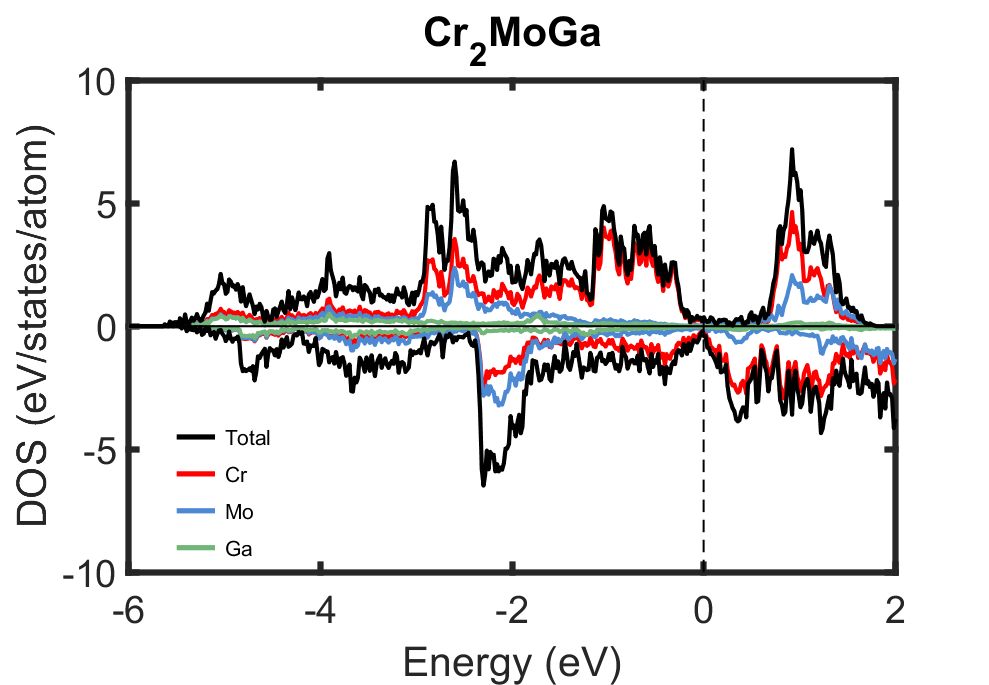 Cr2MoGa
10
5
0
-5
-10
DOS (eV/states/atom)
Total
Cr
Mo
Ga
-6 -4 -2 0 2
Energy (eV)